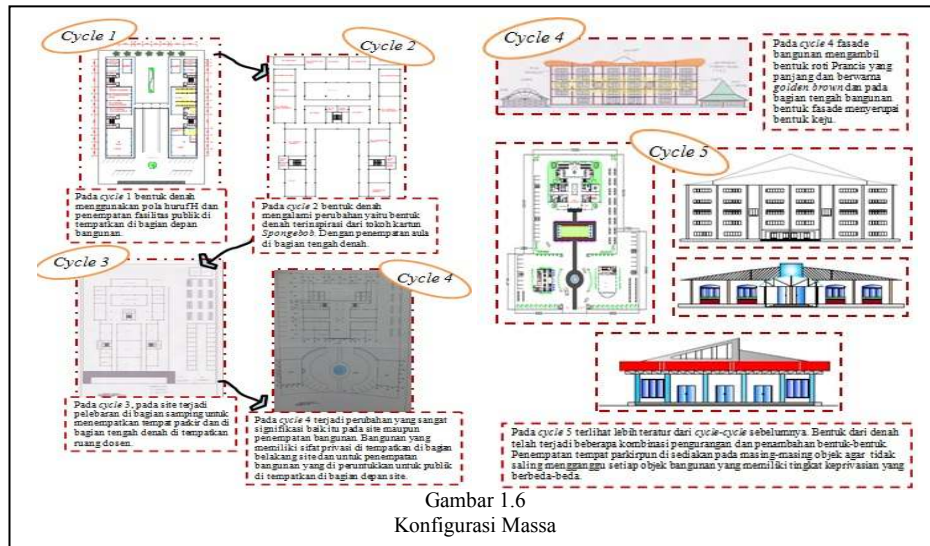 Cycle 1
Cycle 2
Pada cycle 1 bentuk denah
menggunakan pola huruf H dan
penempatan fasilitas publik di
tempatkan di bagian depan
bangunan.
Pada cycle 2 bentuk denah
mengalami perubahan yaitu bentuk
denah terinspirasi dari tokoh kartun
Spongebob. Dengan penempatan aula
di bagian tengah denah.
Cycle 3
Cycle 4
Pada cycle 3, pada site terjadi
pelebaran di bagian samping untuk
menempatkan tempat parkir dan di
bagian tengah denah di tempatkan
ruang dosen.
Pada cycle 4 terjadi perubahan yang sangat
signifikasi baik itu pada site maupun
penempatan bangunan. Bangunan yang
memiliki sifat privasi di tempatkan di bagian
belakang site dan untuk penempatan
bangunan yang di peruntukkan untuk publik
di tempatkan di bagian depan site.
Cycle 4
Pada cycle 4 fasade
bangunan mengambil
bentuk roti Prancis yang
panjang dan berwarna
golden brown dan pada
bagian tengah bangunan
bentuk fasade menyerupai
bentuk keju.
Cycle 5
Pada cycle 5 terlihat lebih teratur dari cycle-cycle sebelumnya. Bentuk dari denah
telah terjadi beberapa kombinasi pengurangan dan penambahan bentuk-bentuk.
Penempatan tempat parkirpun di sediakan pada masing-masing objek agar tidak
saling mengganggu setiap objek bangunan yang memiliki tingkat keprivasian yang
berbeda-beda.
Gambar 1.6
Konfigurasi Massa